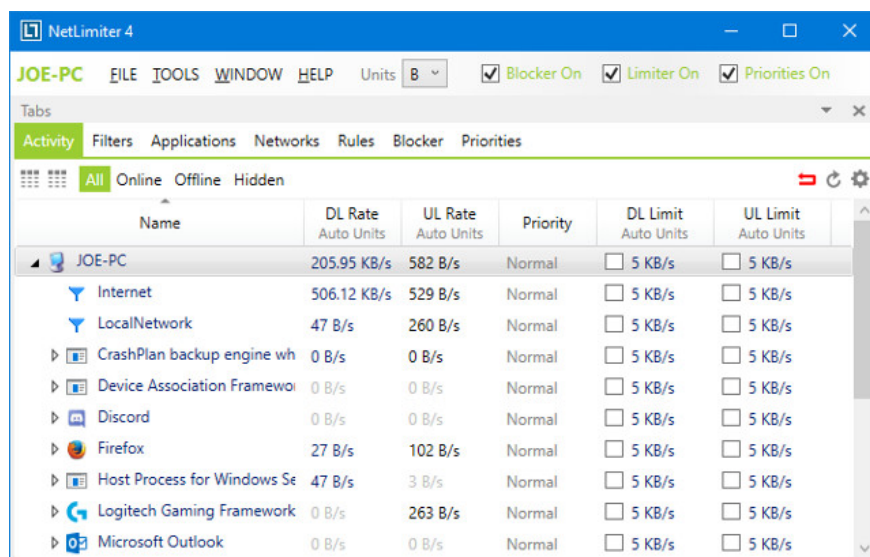 NetLimiter 4
JOE-PC FILE TOOLS WINDOW HELP Units B Blocker On Limiter On Priorities On
Tabs
Activity Filters Applications Networks Rules Blocker Priorities
All Online Offline Hidden
Name DL Rate UL Rate Priority DL Limit UL Limit
Auto Units Auto Units Auto Units Auto Units
JOE-PC 205.95 KB/s 582 B/s Normal 5 KB/s 5 KB/s
Internet 506.12 KB/s 529 B/s Normal 5 KB/s 5 KB/s
LocalNetwork 47 B/s 260 B/s Normal 5 KB/s 5 KB/s
CrashPlan backup engine wh 0 B/s 0 B/s Normal 5 KB/s 5 KB/s
Device Association Framewo 0 B/s 0 B/s Normal 5 KB/s 5 KB/s
Discord 0 B/s 0 B/s Normal 5 KB/s 5 KB/s
Firefox 27 B/s 102 B/s Normal 5 KB/s 5 KB/s
Host Process for Windows Se 47 B/s 3 B/s Normal 5 KB/s 5 KB/s
Logitech Gaming Framework 0 B/s 263 B/s Normal 5 KB/s 5 KB/s
Microsoft Outlook 0 B/s 0 B/s Normal 5 KB/s 5 KB/s